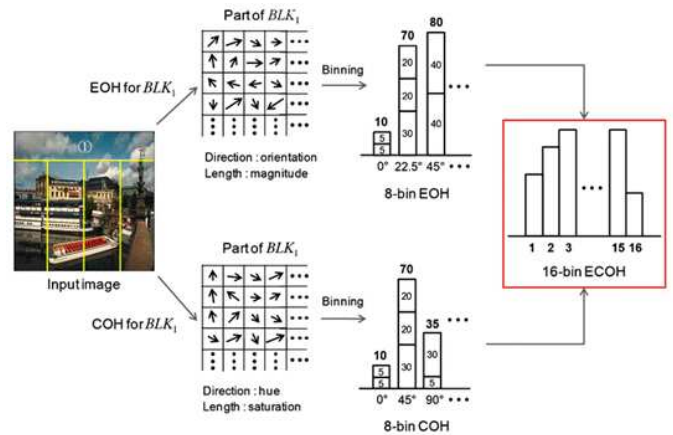 Part of BLK₁
EOH for BLK₁
Binning
Direction : orientation
Length : magnitude
10
5
5
70
20
20
30
80
40
40
0° 22.5° 45°
8-bin EOH
①
Input image
1 2 3 15 16
16-bin ECOH
Part of BLK₁
COH for BLK₁
Binning
Direction : hue
Length : saturation
10
5
5
70
20
20
30
35
30
5
0° 45° 90°
8-bin COH